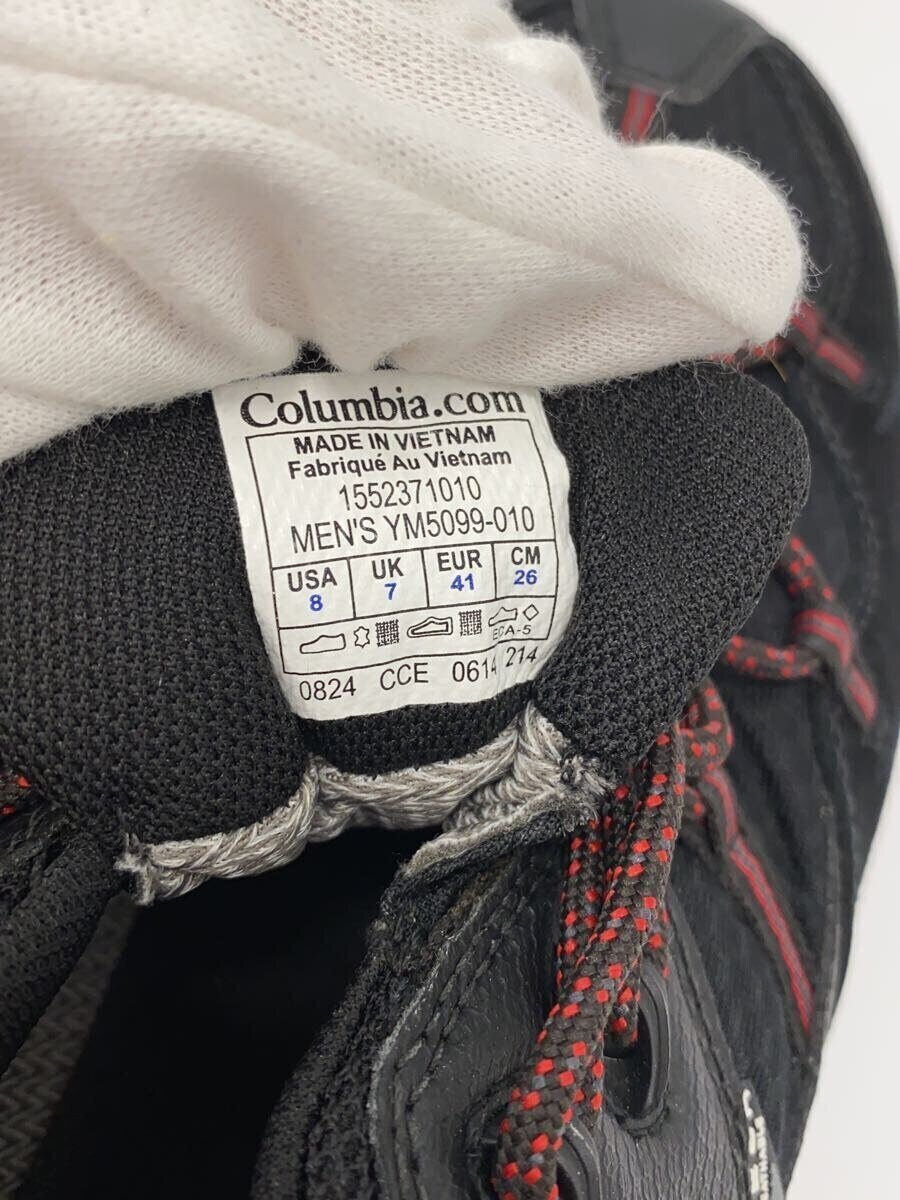 Columbia.com
MADE IN VIETNAM
Fabriqué Au Vietnam
1552371010
MEN'S YM5099-010
USA UK EUR CM
8 7 41 26
ECA-5
0824 CCE 0614 214